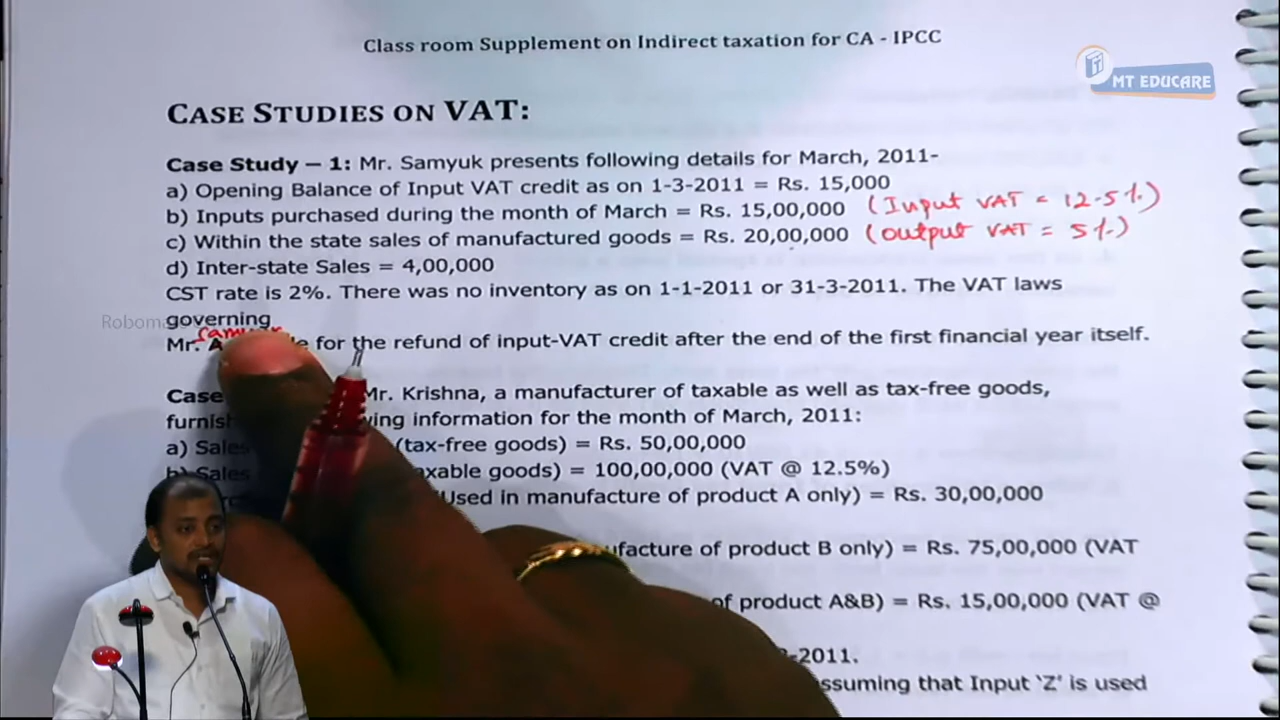 Class room Supplement on Indirect taxation for CA - IPCC
MT EDUCARE
CASE STUDIES ON VAT:
Case Study – 1: Mr. Samyuk presents following details for March, 2011-
a) Opening Balance of Input VAT credit as on 1-3-2011 = Rs. 15,000
b) Inputs purchased during the month of March = Rs. 15,00,000 (Input VAT = 12.5%)
c) Within the state sales of manufactured goods = Rs. 20,00,000 (output VAT = 5%)
d) Inter-state Sales = 4,00,000
CST rate is 2%. There was no inventory as on 1-1-2011 or 31-3-2011. The VAT laws
governing
Mr. for the refund of input-VAT credit after the end of the first financial year itself.
Case Mr. Krishna, a manufacturer of taxable as well as tax-free goods,
information for the month of March, 2011:
a) Sales (tax-free goods) = Rs. 50,00,000
b) Sales goods) = 100,00,000 (VAT @ 12.5%)
Used in manufacture of product A only) = Rs. 30,00,000
of product B only) = Rs. 75,00,000 (VAT
of product A&B) = Rs. 15,00,000 (VAT @
-2011.
that Input ‘Z’ is used